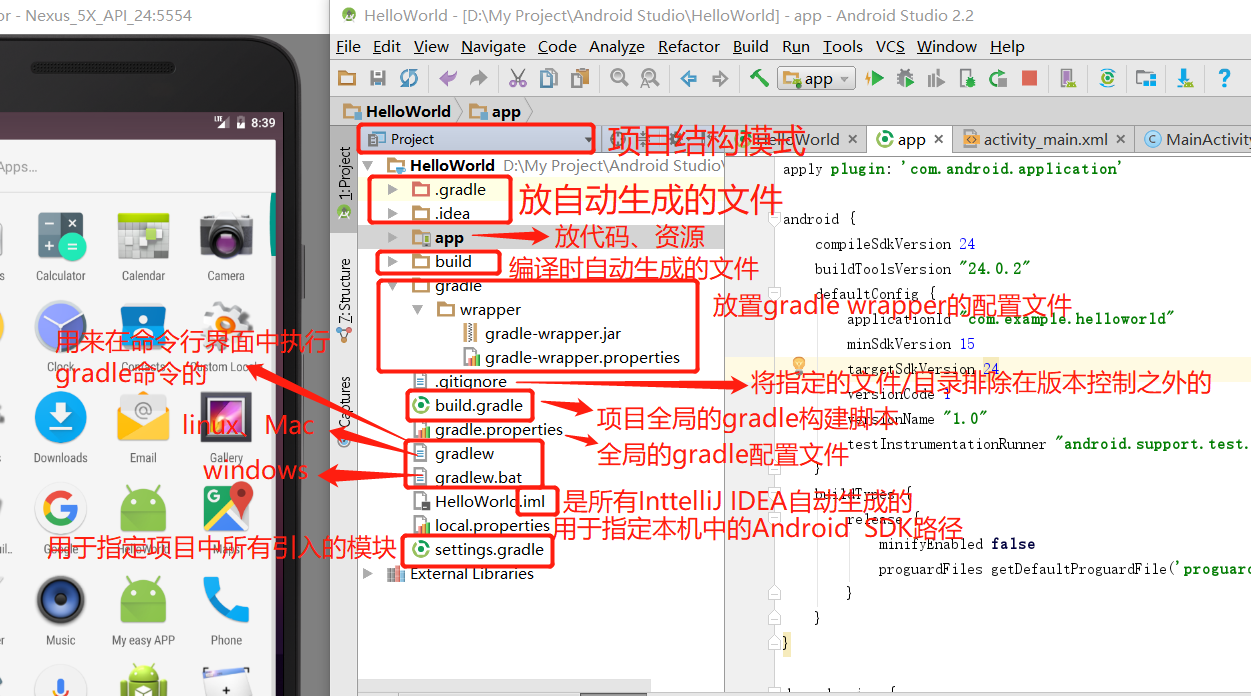 or - Nexus_5X_API_24:5554
8:39
Apps...
Calculator
Calendar
Camera
Clock
Contacts
Custom Loc
Downloads
Email
Gallery
Google
HelloWorld
Maps
Music
My easy APP
Phone
HelloWorld - [D:\My Project\Android Studio\HelloWorld] - app - Android Studio 2.2
File Edit View Navigate Code Analyze Refactor Build Run Tools VCS Window Help
app
HelloWorld app
Project
项目结构模式
HelloWorld
app
activity_main.xml
MainActivity
1: Project
7: Structure
Captures
HelloWorld D:\My Project\Android Studio\
.gradle
放自动生成的文件
.idea
app
放代码、资源
build
编译时自动生成的文件
gradle
wrapper
放置gradle wrapper的配置文件
gradle-wrapper.jar
gradle-wrapper.properties
.gitignore
将指定的文件/目录排除在版本控制之外的
build.gradle
项目全局的gradle构建脚本
gradle.properties
全局的gradle配置文件
用来在命令行界面中执行
gradle命令的
gradlew
linux、Mac
gradlew.bat
windows
HelloWorld.iml
是所有InttelliJ IDEA自动生成的
local.properties
用于指定本机中的Android SDK路径
settings.gradle
用于指定项目中所有引入的模块
External Libraries
apply plugin: 'com.android.application'
android {
compileSdkVersion 24
buildToolsVersion "24.0.2"
defaultConfig {
applicationId "com.example.helloworld"
minSdkVersion 15
targetSdkVersion 24
versionCode 1
versionName "1.0"
testInstrumentationRunner "android.support.test.
}
buildTypes {
release {
minifyEnabled false
proguardFiles getDefaultProguardFile('proguard
}
}
}